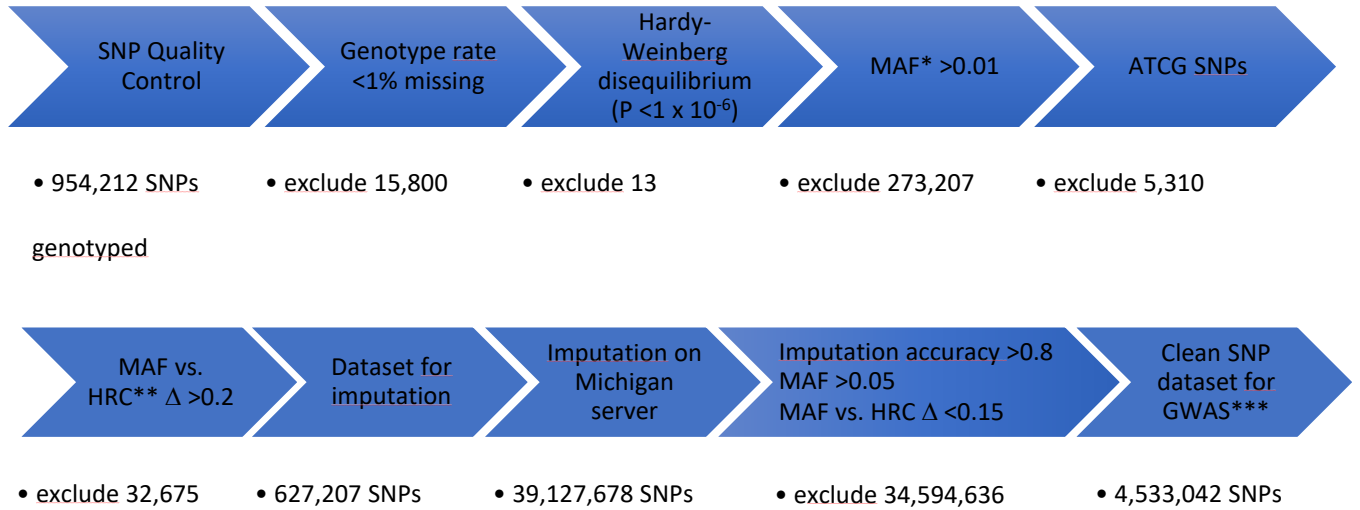 SNP Quality
Control
Genotype rate
<1% missing
Hardy-
Weinberg
disequilibrium
(P <1 x 10⁻⁶)
MAF* >0.01
ATCG SNPs
• 954,212 SNPs
genotyped
• exclude 15,800
• exclude 13
• exclude 273,207
• exclude 5,310
MAF vs.
HRC** Δ >0.2
Dataset for
imputation
Imputation on
Michigan
server
Imputation accuracy >0.8
MAF >0.05
MAF vs. HRC Δ <0.15
Clean SNP
dataset for
GWAS***
• exclude 32,675
• 627,207 SNPs
• 39,127,678 SNPs
• exclude 34,594,636
• 4,533,042 SNPs